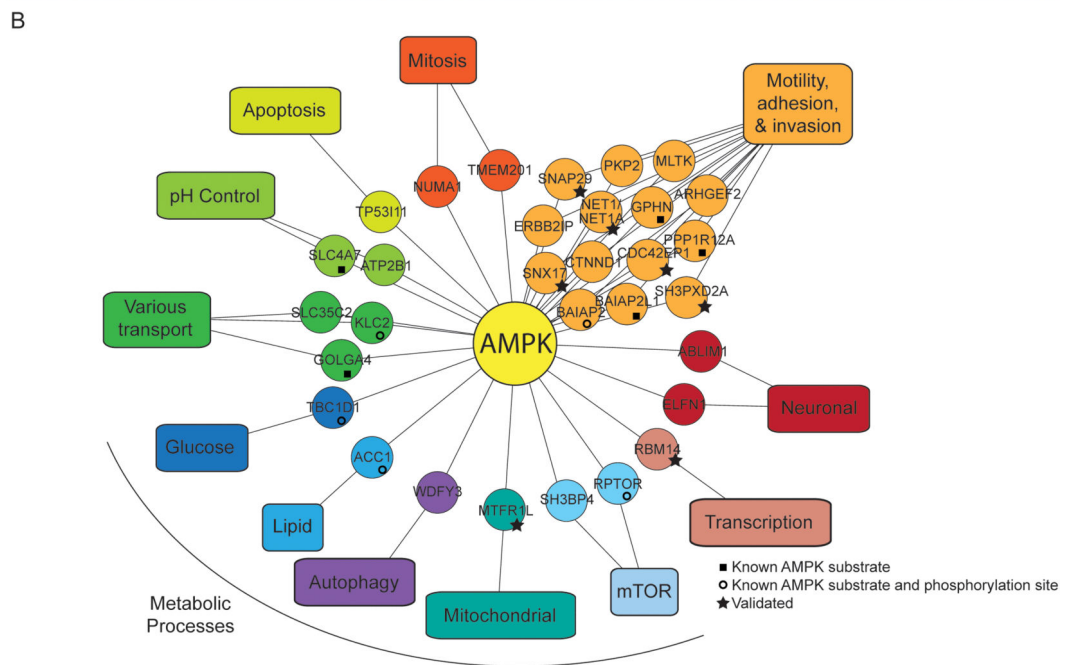 B
Mitosis
Motility,
adhesion,
& invasion
Apoptosis
pH Control
Various
transport
Glucose
Lipid
Autophagy
Mitochondrial
mTOR
Transcription
Neuronal
Metabolic
Processes
AMPK
NUMA1
TMEM201
TP53I11
SLC4A7
ATP2B1
SLC35C2
KLC2
GOLGA4
TBC1D1
ACC1
WDFY3
MTFR1L
SH3BP4
RPTOR
RBM14
ELFN1
ABLIM1
SNAP29
PKP2
MLTK
ERBB2IP
NET1/
NET1A
GPHN
ARHGEF2
SNX17
CTNND1
CDC42EP1
PPP1R12A
BAIAP2
BAIAP2L1
SH3PXD2A
Known AMPK substrate
Known AMPK substrate and phosphorylation site
Validated